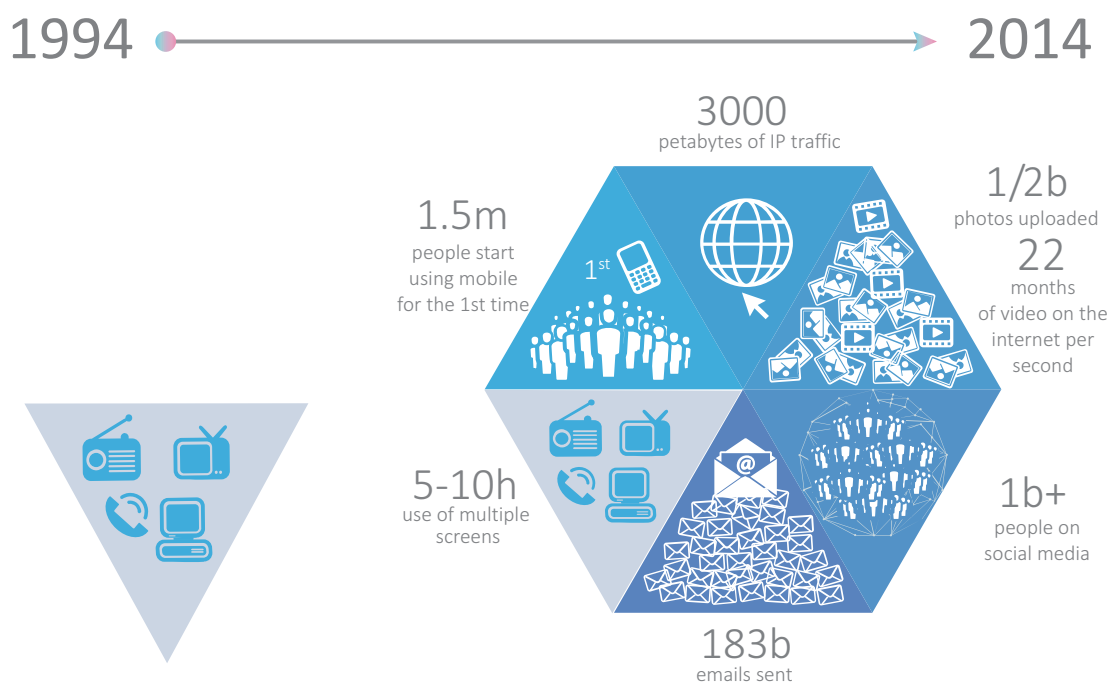 1994
2014
3000
petabytes of IP traffic
1.5m
people start
using mobile
for the 1st time
1st
1/2b
photos uploaded
22
months
of video on the
internet per
second
5-10h
use of multiple
screens
@
1b+
people on
social media
183b
emails sent